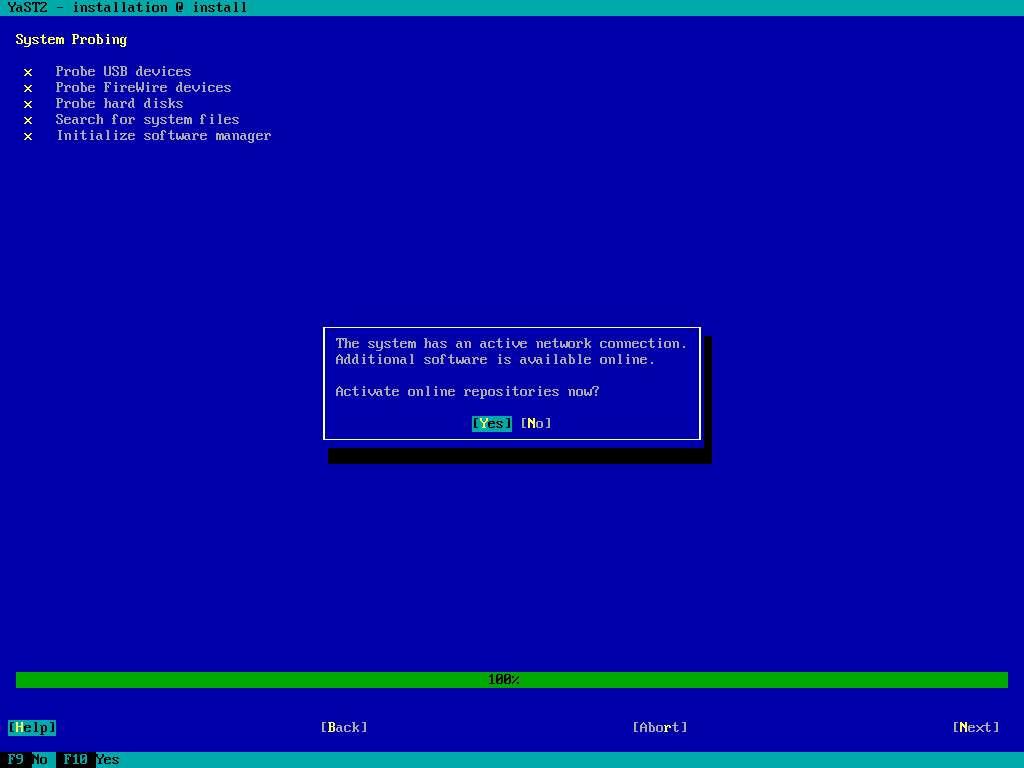 YaST2 - installation @ install
System Probing
x Probe USB devices
x Probe FireWire devices
x Probe hard disks
x Search for system files
x Initialize software manager
The system has an active network connection.
Additional software is available online.
Activate online repositories now?
[Yes] [No]
100%
[Help] [Back] [Abort] [Next]
F9 No F10 Yes